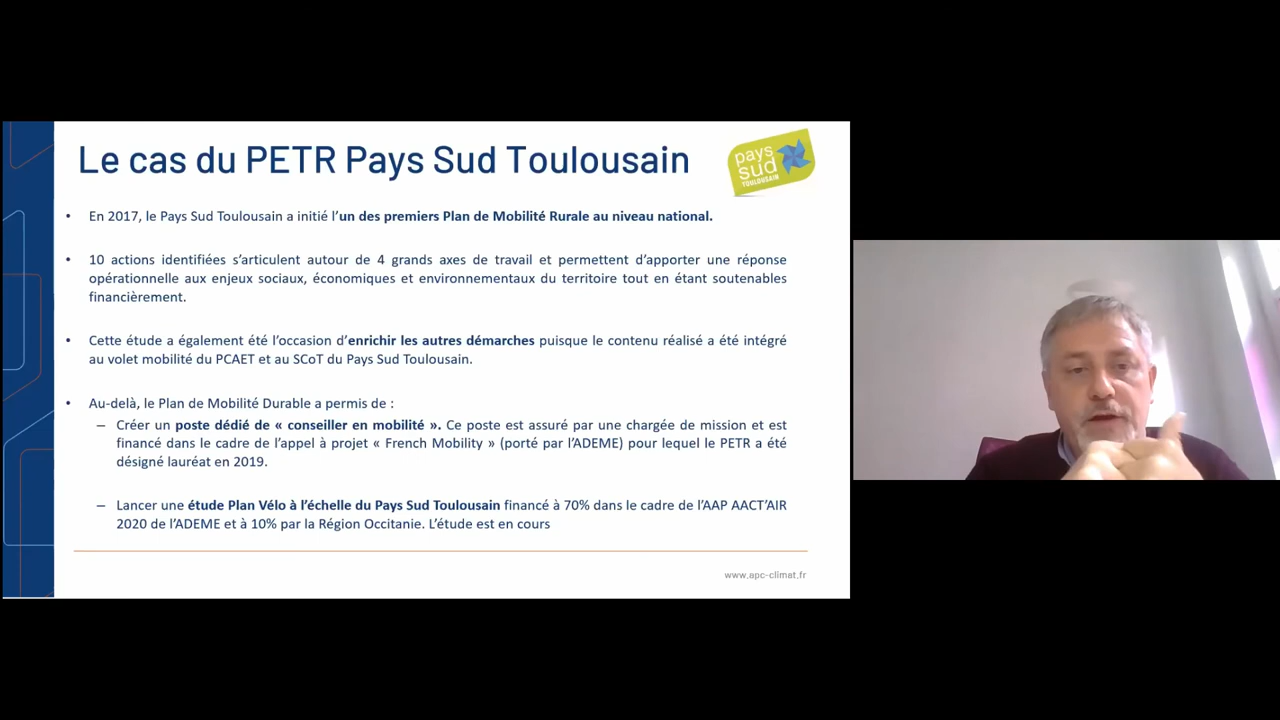 Le cas du PETR Pays Sud Toulousain
pays
sud
TOULOUSAIN
• En 2017, le Pays Sud Toulousain a initié l’un des premiers Plan de Mobilité Rurale au niveau national.
• 10 actions identifiées s’articulent autour de 4 grands axes de travail et permettent d’apporter une réponse
opérationnelle aux enjeux sociaux, économiques et environnementaux du territoire tout en étant soutenables
financièrement.
• Cette étude a également été l’occasion d’enrichir les autres démarches puisque le contenu réalisé a été intégré
au volet mobilité du PCAET et au SCoT du Pays Sud Toulousain.
• Au-delà, le Plan de Mobilité Durable a permis de :
– Créer un poste dédié de « conseiller en mobilité ». Ce poste est assuré par une chargée de mission et est
financé dans le cadre de l’appel à projet « French Mobility » (porté par l’ADEME) pour lequel le PETR a été
désigné lauréat en 2019.
– Lancer une étude Plan Vélo à l’échelle du Pays Sud Toulousain financé à 70% dans le cadre de l’AAP AACT’AIR
2020 de l’ADEME et à 10% par la Région Occitanie. L’étude est en cours
www.apc-climat.fr